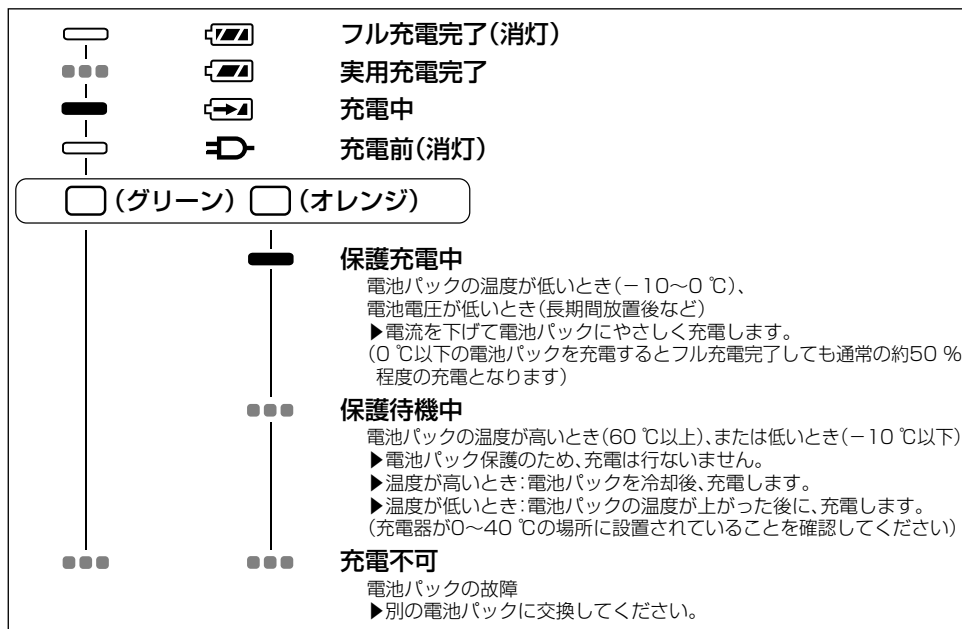 フル充電完了(消灯)
実用充電完了
充電中
充電前(消灯)
(グリーン) (オレンジ)
保護充電中
電池パックの温度が低いとき(－10～0 ℃)、
電池電圧が低いとき(長期間放置後など)
▶電流を下げて電池パックにやさしく充電します。
(0 ℃以下の電池パックを充電するとフル充電完了しても通常の約50 %
程度の充電となります)
保護待機中
電池パックの温度が高いとき(60 ℃以上)、または低いとき(－10 ℃以下)
▶電池パック保護のため、充電は行ないません。
▶温度が高いとき：電池パックを冷却後、充電します。
▶温度が低いとき：電池パックの温度が上がった後に、充電します。
(充電器が0～40 ℃の場所に設置されていることを確認してください)
充電不可
電池パックの故障
▶別の電池パックに交換してください。